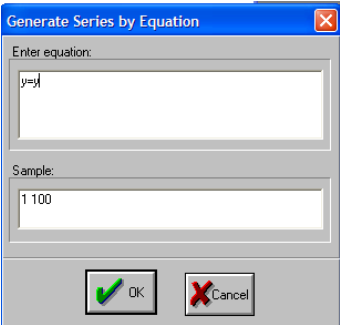 Generate Series by Equation
Enter equation:
y=y
Sample:
1 100
OK
Cancel